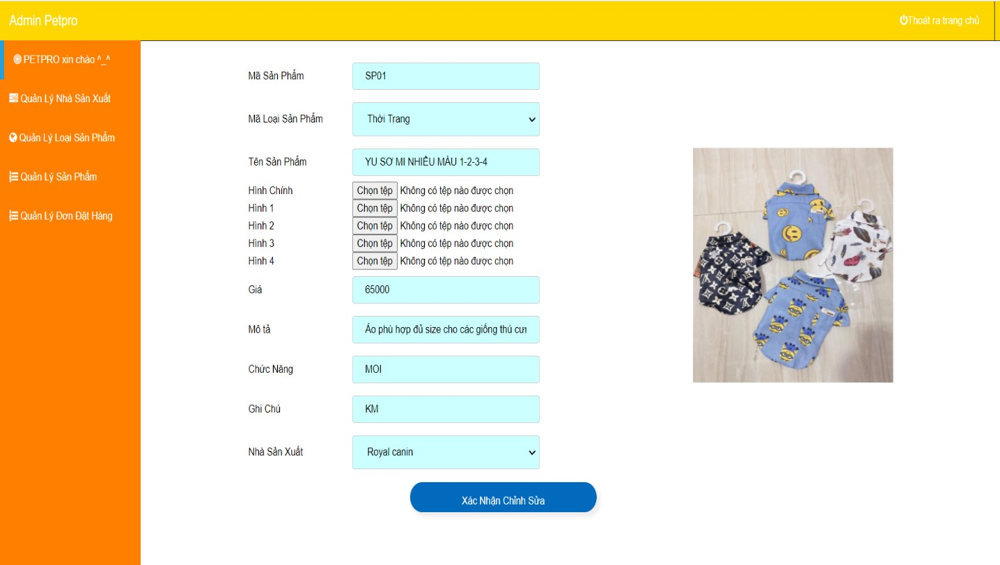 Admin Petpro
Thoát ra trang chủ
PETPRO xin chào ^_^
Quản Lý Nhà Sản Xuất
Quản Lý Loại Sản Phẩm
Quản Lý Sản Phẩm
Quản Lý Đơn Đặt Hàng
Mã Sản Phẩm SP01
Mã Loại Sản Phẩm Thời Trang
Tên Sản Phẩm YU SƠ MI NHIỀU MÀU 1-2-3-4
Hình Chính Chọn tệp Không có tệp nào được chọn
Hình 1 Chọn tệp Không có tệp nào được chọn
Hình 2 Chọn tệp Không có tệp nào được chọn
Hình 3 Chọn tệp Không có tệp nào được chọn
Hình 4 Chọn tệp Không có tệp nào được chọn
Giá 65000
Mô tả Áo phù hợp đủ size cho các giống thú
Chức Năng MOI
Ghi Chú KM
Nhà Sản Xuất Royal canin
Xác Nhận Chỉnh Sửa